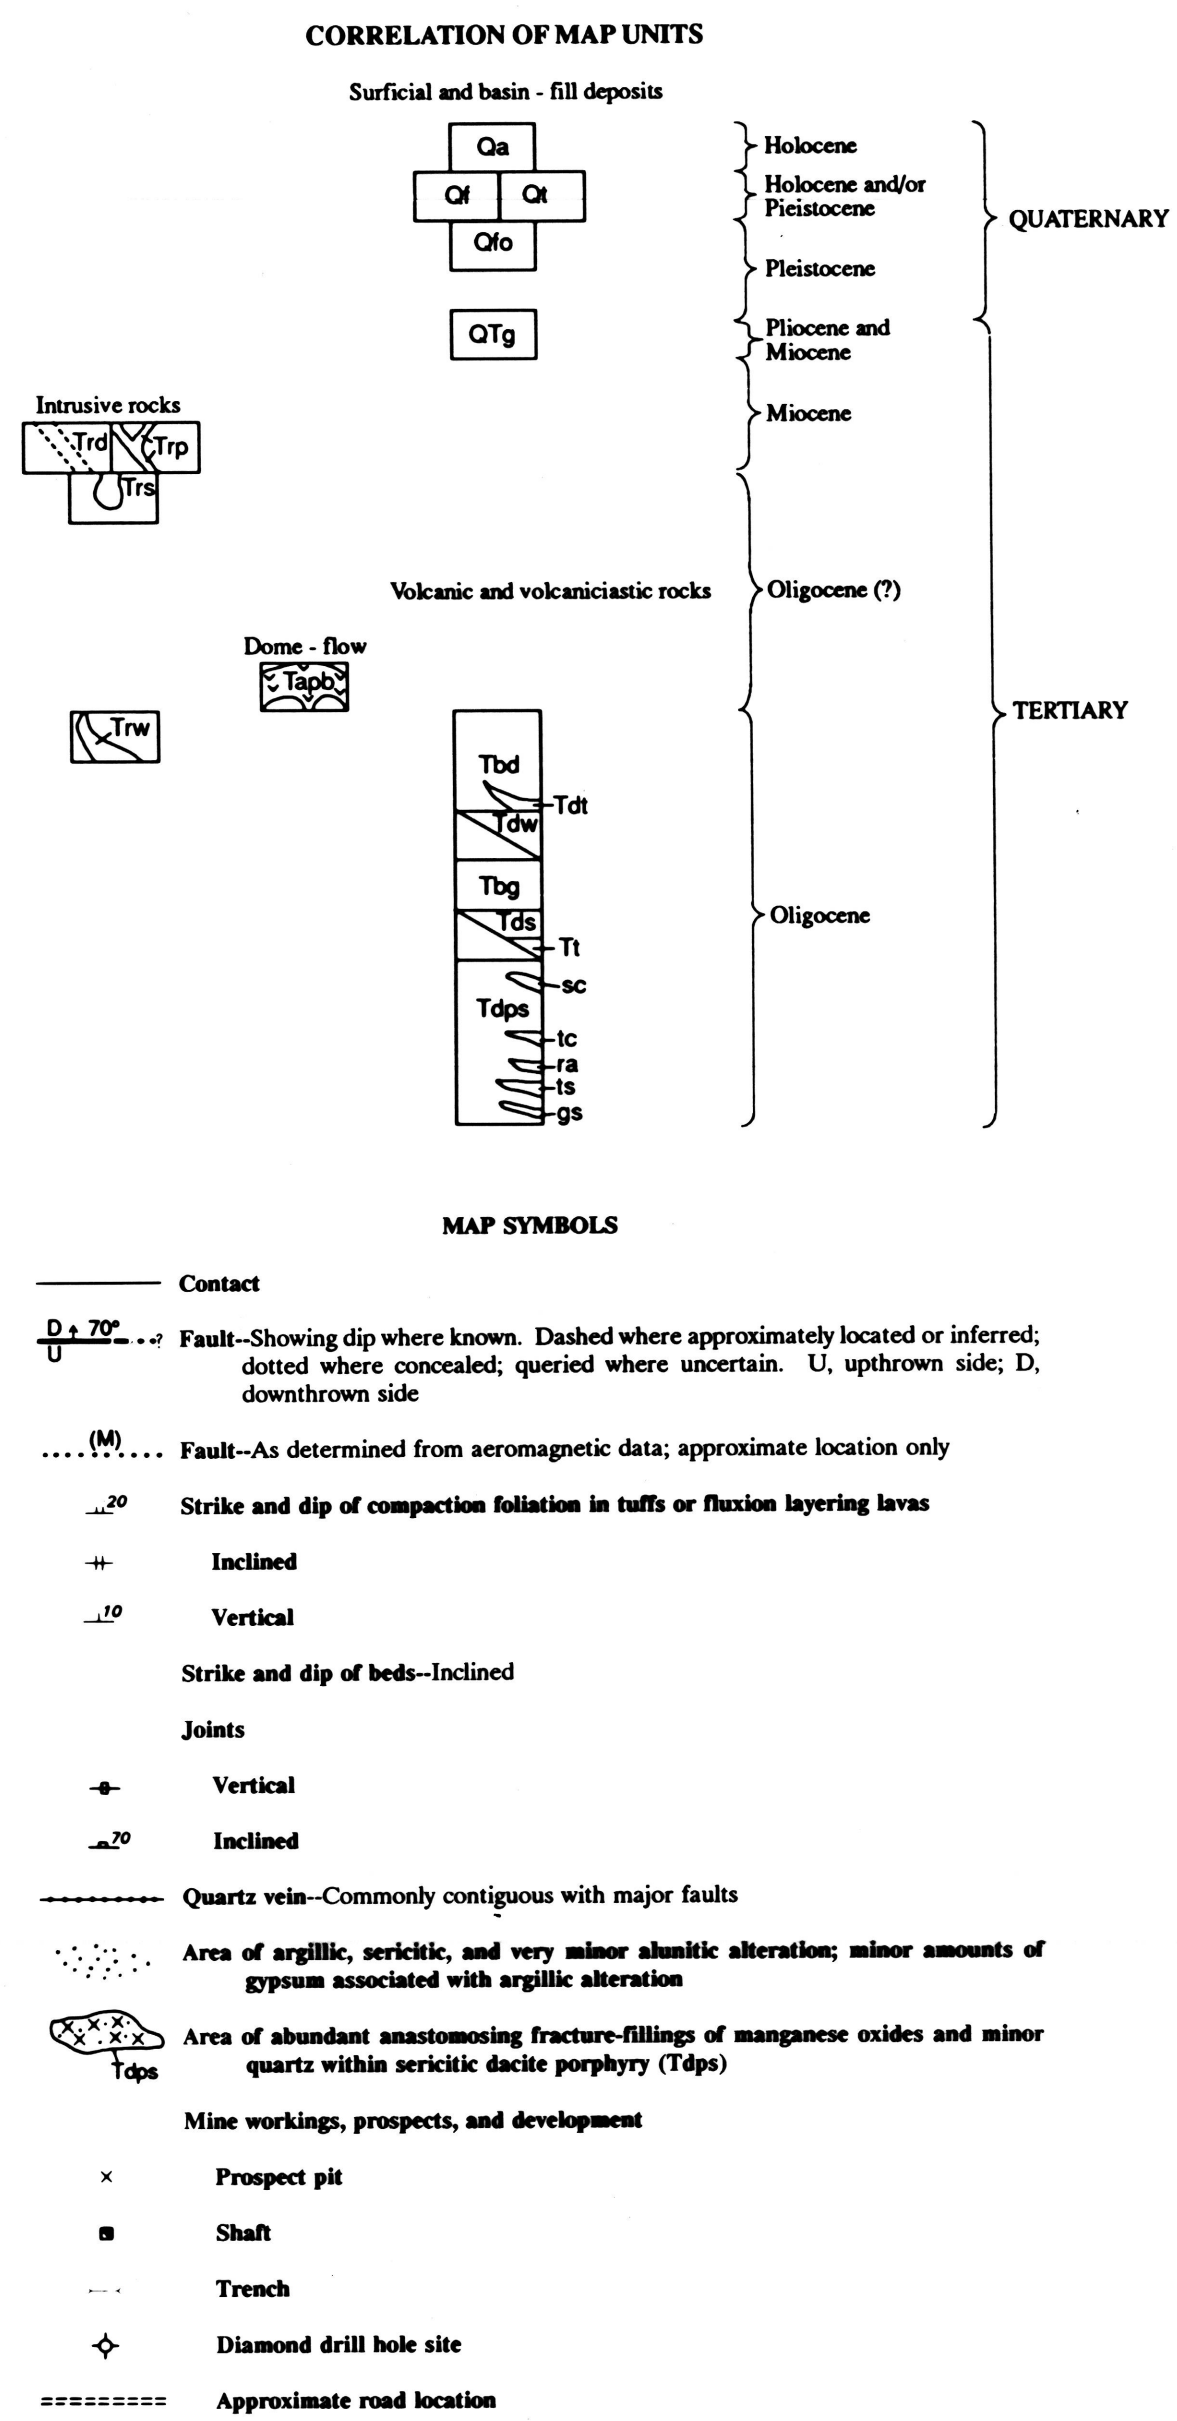 CORRELATION OF MAP UNITS
Surficial and basin - fill deposits
Qa
Holocene
Qf
Qt
Holocene and/or
Pieistocene
QUATERNARY
Qfo
Pleistocene
QTg
Pliocene and
Miocene
Intrusive rocks
Miocene
Trd
Trp
Trs
Volcanic and volcaniciastic rocks
Oligocene (?)
Dome - flow
Tapb
TERTIARY
Trw
Tbd
Tdt
Tdw
Tbg
Oligocene
Tds
Tt
sc
Tdps
tc
ra
ts
gs
MAP SYMBOLS
Contact
D 70°
U
?
Fault--Showing dip where known. Dashed where approximately located or inferred;
dotted where concealed; queried where uncertain. U, upthrown side; D,
downthrown side
(M)
Fault--As determined from aeromagnetic data; approximate location only
20
Strike and dip of compaction foliation in tuffs or fluxion layering lavas
Inclined
10
Vertical
Strike and dip of beds--Inclined
Joints
Vertical
70
Inclined
Quartz vein--Commonly contiguous with major faults
Area of argillic, sericitic, and very minor alunitic alteration; minor amounts of
gypsum associated with argillic alteration
Area of abundant anastomosing fracture-fillings of manganese oxides and minor
quartz within sericitic dacite porphyry (Tdps)
Tdps
Mine workings, prospects, and development
Prospect pit
Shaft
Trench
Diamond drill hole site
Approximate road location